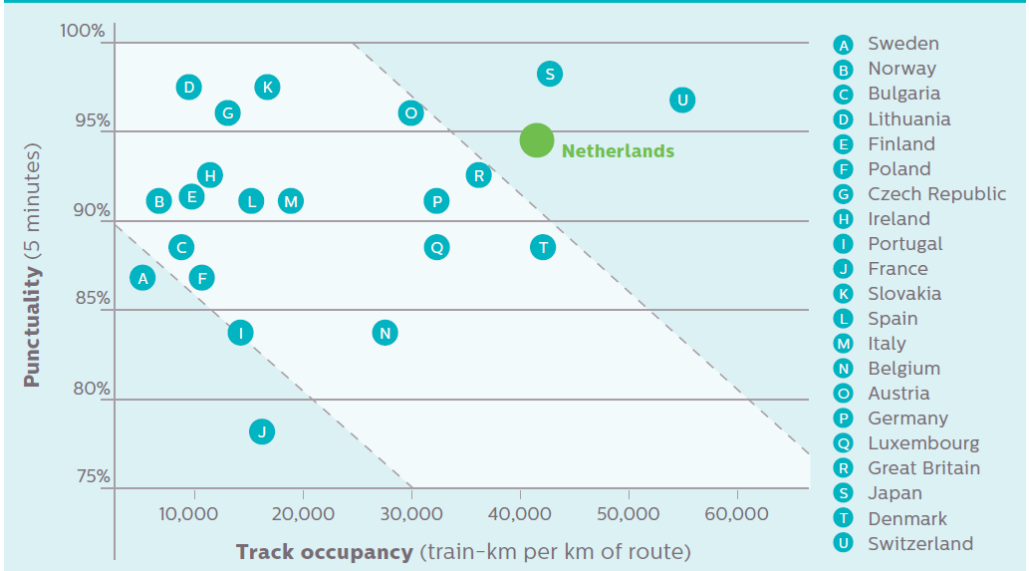 100%
95%
90%
85%
80%
75%
Punctuality (5 minutes)
D
K
G
O
S
U
Netherlands
H
R
B
E
L
M
P
C
Q
T
A
F
I
N
J
10,000
20,000
30,000
40,000
50,000
60,000
Track occupancy (train-km per km of route)
A Sweden
B Norway
C Bulgaria
D Lithuania
E Finland
F Poland
G Czech Republic
H Ireland
I Portugal
J France
K Slovakia
L Spain
M Italy
N Belgium
O Austria
P Germany
Q Luxembourg
R Great Britain
S Japan
T Denmark
U Switzerland